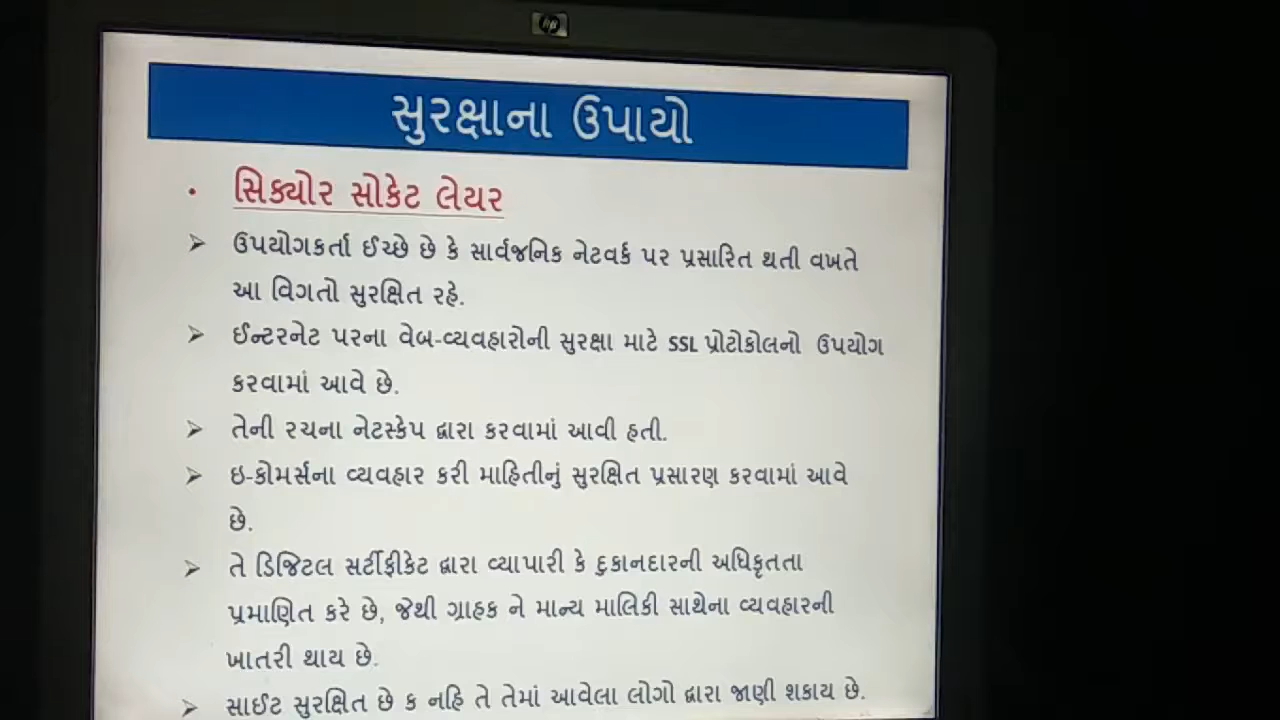 hp
સુરક્ષાના ઉપાયો
• સિક્યોર સોકેટ લેયર
➢ ઉપયોગકર્તા ઈચ્છે છે કે સાર્વજનિક નેટવર્ક પર પ્રસારિત થતી વખતે
આ વિગતો સુરક્ષિત રહે.
➢ ઈન્ટરનેટ પરના વેબ-વ્યવહારોની સુરક્ષા માટે SSL પ્રોટોકોલનો ઉપયોગ
કરવામાં આવે છે.
➢ તેની રચના નેટસ્કેપ દ્વારા કરવામાં આવી હતી.
➢ ઇ-કોમર્સના વ્યવહાર કરી માહિતીનું સુરક્ષિત પ્રસારણ કરવામાં આવે
છે.
➢ તે ડિજિટલ સર્ટીફીકેટ દ્વારા વ્યાપારી કે દુકાનદારની અધિકૃતતા
પ્રમાણિત કરે છે, જેથી ગ્રાહક ને માન્ય માલિકી સાથેના વ્યવહારની
ખાતરી થાય છે.
➢ સાઈટ સુરક્ષિત છે ક નહિ તે તેમાં આવેલા લોગો દ્વારા જાણી શકાય છે.